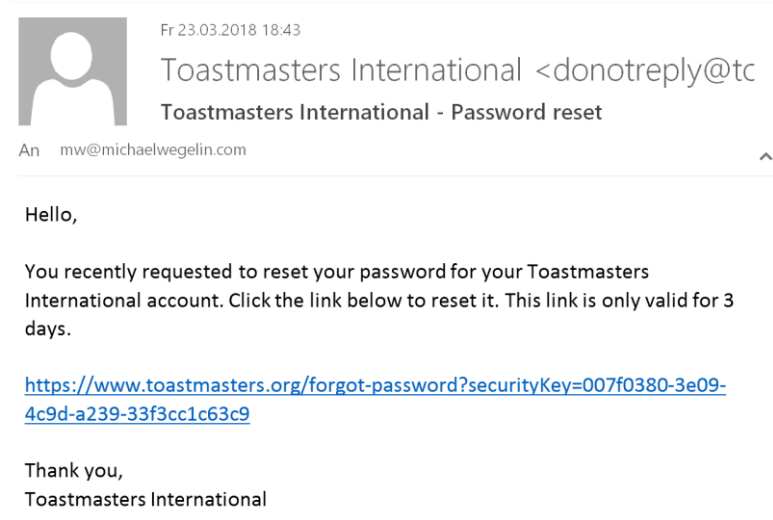 Fr 23.03.2018 18:43
Toastmasters International <donotreply@tc
Toastmasters International - Password reset
An mw@michaelwegelin.com
Hello,
You recently requested to reset your password for your Toastmasters
International account. Click the link below to reset it. This link is only valid for 3
days.
https://www.toastmasters.org/forgot-password?securityKey=007f0380-3e09-
4c9d-a239-33f3cc1c63c9
Thank you,
Toastmasters International